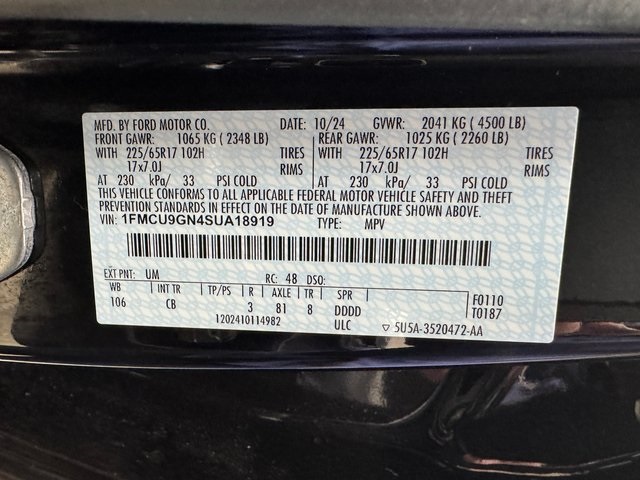 MFD. BY FORD MOTOR CO. DATE: 10/24 GVWR: 2041 KG ( 4500 LB)
FRONT GAWR: 1065 KG ( 2348 LB) REAR GAWR: 1025 KG ( 2260 LB)
WITH 225/65R17 102H TIRES WITH 225/65R17 102H TIRES
17x7.0J RIMS 17x7.0J RIMS
AT 230 kPa/ 33 PSI COLD AT 230 kPa/ 33 PSI COLD
THIS VEHICLE CONFORMS TO ALL APPLICABLE FEDERAL MOTOR VEHICLE SAFETY AND THEFT
PREVENTION STANDARDS IN EFFECT ON THE DATE OF MANUFACTURE SHOWN ABOVE.
VIN: 1FMCU9GN4SUA18919 TYPE: MPV
EXT PNT: UM RC: 48 DSO:
WB INT TR TP/PS R AXLE TR SPR F0110
106 CB 3 81 8 DDDD T0187
1202410114982 ULC ▽ 5U5A-3520472-AA